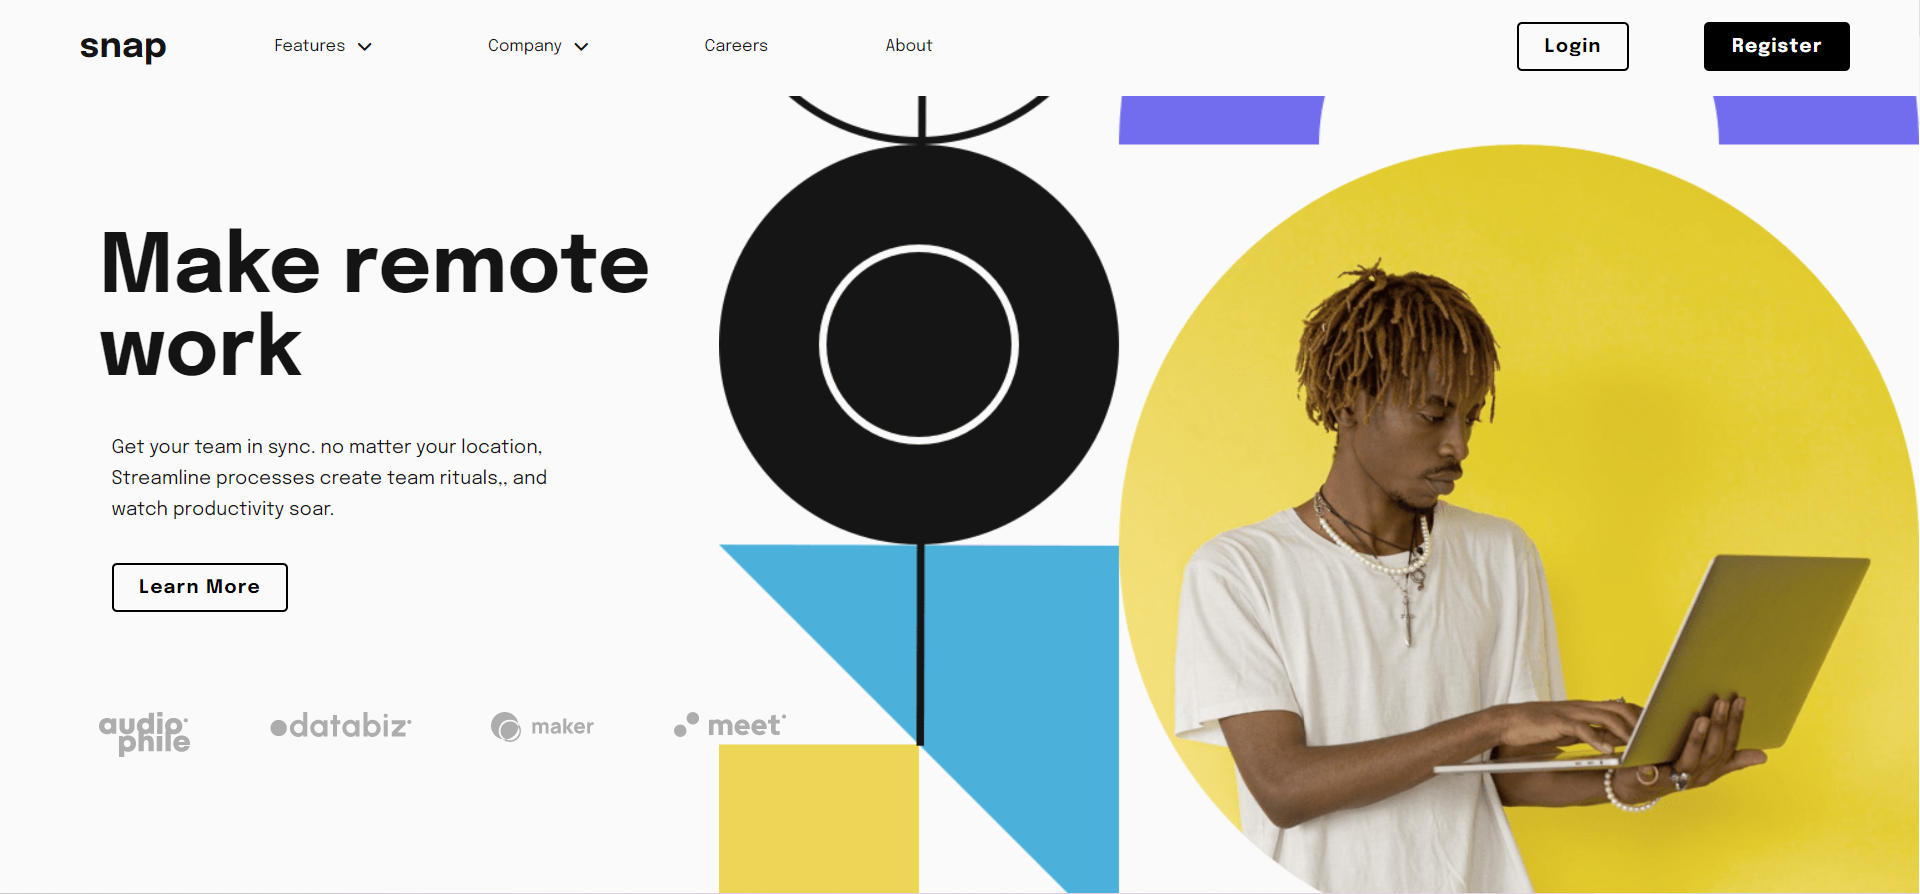 snap
Features
Company
Careers
About
Login
Register
Make remote
work
Get your team in sync. no matter your location,
Streamline processes create team rituals,, and
watch productivity soar.
Learn More
audio
phile
databiz
maker
meet